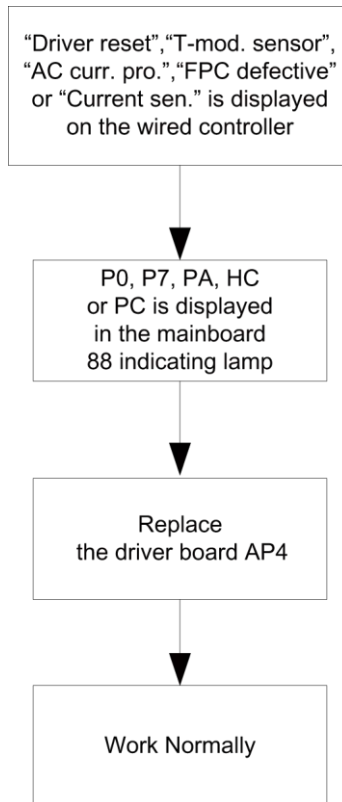 “Driver reset”,“T-mod. sensor”,
“AC curr. pro.”,“FPC defective”
or “Current sen.” is displayed
on the wired controller
P0, P7, PA, HC
or PC is displayed
in the mainboard
88 indicating lamp
Replace
the driver board AP4
Work Normally